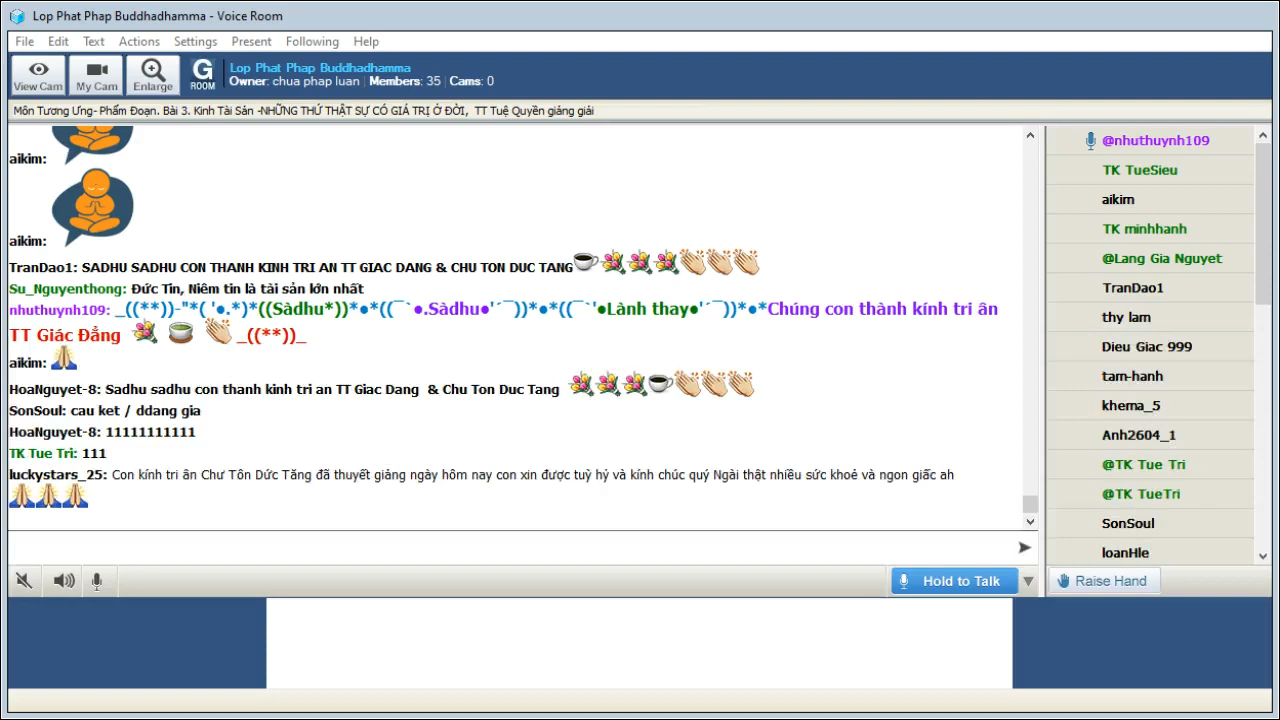 Lop Phat Phap Buddhadhamma - Voice Room
File Edit Text Actions Settings Present Following Help
View Cam My Cam Enlarge G ROOM
Lop Phat Phap Buddhadhamma
Owner: chua phap luan Members: 35 Cams: 0
Môn Tương Ưng- Phẩm Đoạn. Bài 3. Kinh Tài Sản -NHỮNG THỨ THẬT SỰ CÓ GIÁ TRỊ Ở ĐỜI, TT Tuệ Quyền giảng giải
aikim:
aikim:
TranDao1: SADHU SADHU CON THANH KINH TRI AN TT GIAC DANG & CHU TON DUC TANG
Su_Nguyenthong: Đức Tin, Niêm tin là tài sản lớn nhất
nhuthuynh109: _((**))-"*( '●.*)*((Sàdhu*))*●*((¯`●.Sàdhu●'´¯))*●*((¯`'●Lành thay●'´¯))*●*Chúng con thành kính tri ân
TT Giác Đẳng _((**))_
aikim:
HoaNguyet-8: Sadhu sadhu con thanh kinh tri an TT Giac Dang & Chu Ton Duc Tang
SonSoul: cau ket / ddang gia
HoaNguyet-8: 11111111111
TK Tue Tri: 111
luckystars_25: Con kính tri ân Chư Tôn Dức Tăng đã thuyết giảng ngày hôm nay con xin được tuỳ hỷ và kính chúc quý Ngài thật nhiều sức khoẻ và ngon giấc ah
Hold to Talk
@nhuthuynh109
TK TueSieu
aikim
TK minhhanh
@Lang Gia Nguyet
TranDao1
thy lam
Dieu Giac 999
tam-hanh
khema_5
Anh2604_1
@TK Tue Tri
@TK TueTri
SonSoul
loanHle
Raise Hand